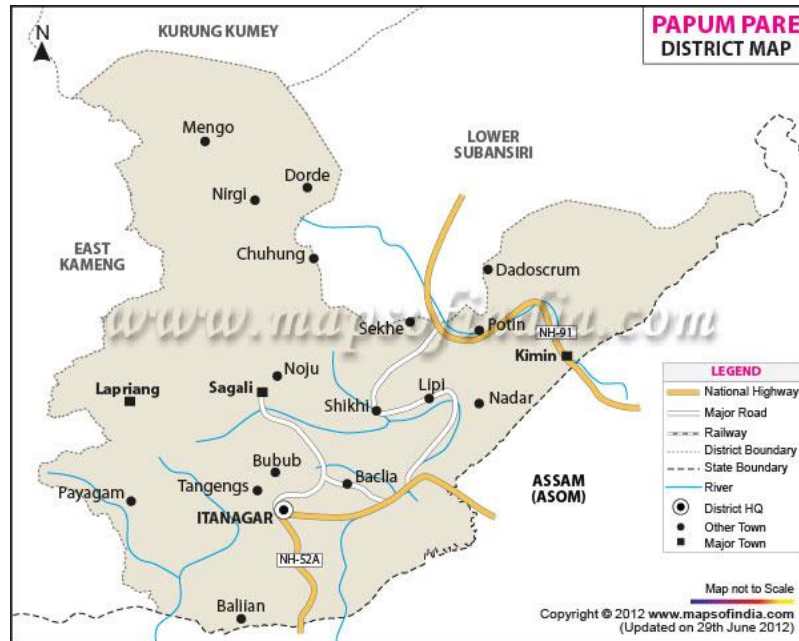 PAPUM PARE
DISTRICT MAP
N
KURUNG KUMEY
LOWER
SUBANSIRI
EAST
KAMENG
Mengo
Dorde
Nirgi
Chuhung
Dadoscrum
www.mapsofindia.com
Sekhe
Potin
NH-91
Kimin
Noju
Lapriang
Sagali
Lipi
Shikhi
Nadar
Bubub
Baclia
Tangengs
Payagam
ITANAGAR
ASSAM
(ASOM)
NH-52A
Balijan
LEGEND
National Highway
Major Road
Railway
District Boundary
State Boundary
River
District HQ
Other Town
Major Town
Map not to Scale
Copyright © 2012 www.mapsofindia.com
(Updated on 29th June 2012)